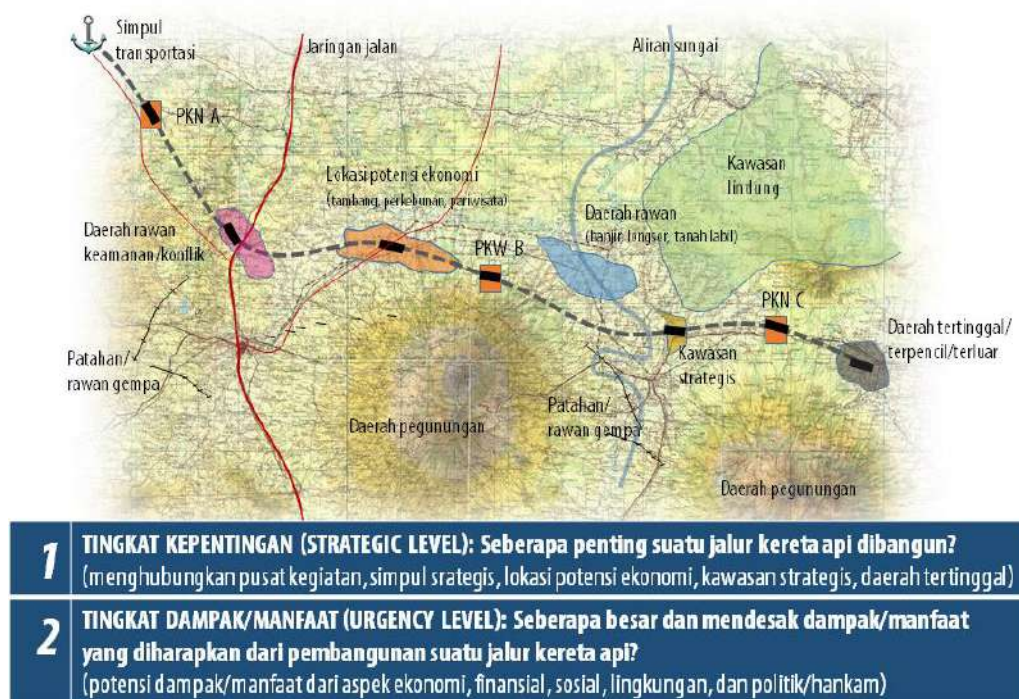 Simpul
transportasi
Jaringan jalan
Aliran sungai
PKN A
Lokasi potensi ekonomi
(tambang, perkebunan, pariwisata)
Kawasan
lindung
Daerah rawan
(banjir, longsor, tanah labil)
Daerah rawan
keamanan/konflik
PKW B
PKN C
Daerah tertinggal/
terpencil/terluar
Patahan/
rawan gempa
Kawasan
strategis
Patahan/
rawan gempa
Daerah pegunungan
Daerah pegunungan
1 TINGKAT KEPENTINGAN (STRATEGIC LEVEL): Seberapa penting suatu jalur kereta api dibangun?
(menghubungkan pusat kegiatan, simpul srategis, lokasi potensi ekonomi, kawasan strategis, daerah tertinggal)
2 TINGKAT DAMPAK/MANFAAT (URGENCY LEVEL): Seberapa besar dan mendesak dampak/manfaat
yang diharapkan dari pembangunan suatu jalur kereta api?
(potensi dampak/manfaat dari aspek ekonomi, finansial, sosial, lingkungan, dan politik/hankam)